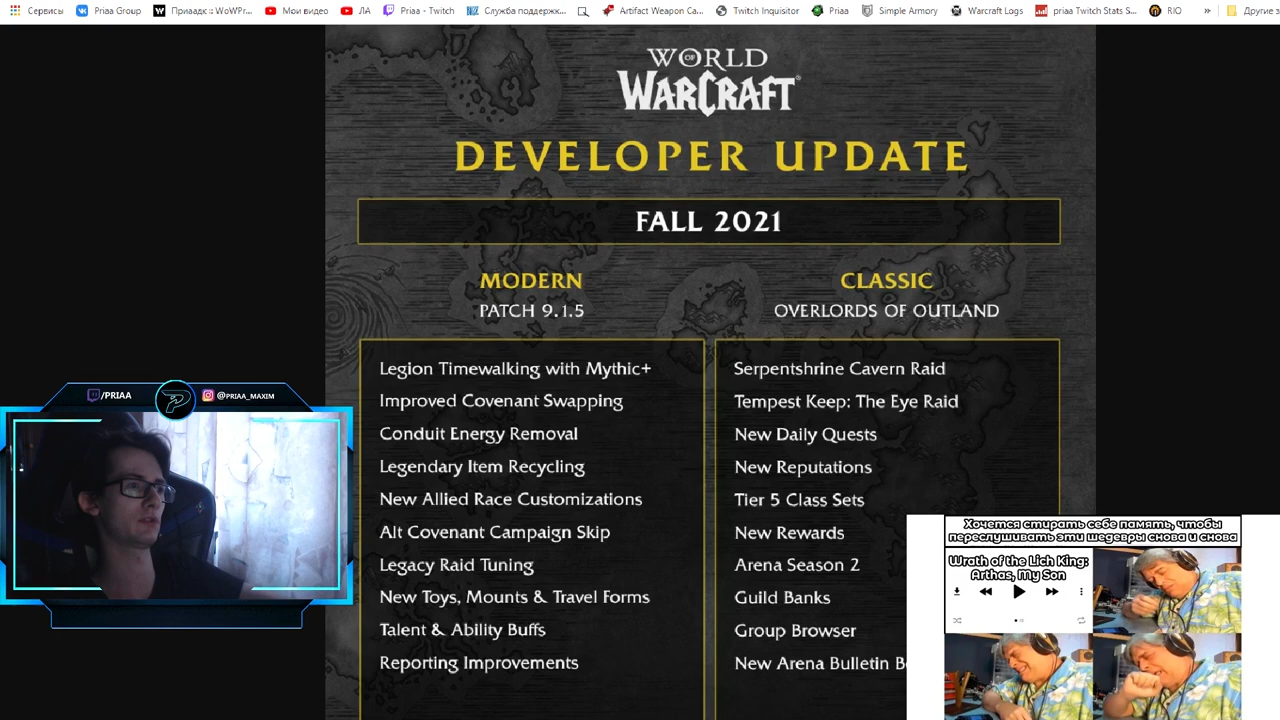 Сервисы
Priaa Group
Приаадк :: WoWPr...
Мои видео
ЛА
Priaa - Twitch
Служба поддержк...
Artifact Weapon Ca...
Twitch Inquisitor
Priaa
Simple Armory
Warcraft Logs
priaa Twitch Stats S...
RIO
»
Другие з
WORLD OF WARCRAFT
DEVELOPER UPDATE
FALL 2021
MODERN
PATCH 9.1.5
Legion Timewalking with Mythic+
Improved Covenant Swapping
Conduit Energy Removal
Legendary Item Recycling
New Allied Race Customizations
Alt Covenant Campaign Skip
Legacy Raid Tuning
New Toys, Mounts & Travel Forms
Talent & Ability Buffs
Reporting Improvements
CLASSIC
OVERLORDS OF OUTLAND
Serpentshrine Cavern Raid
Tempest Keep: The Eye Raid
New Daily Quests
New Reputations
Tier 5 Class Sets
New Rewards
Arena Season 2
Guild Banks
Group Browser
New Arena Bulletin B
/PRIAA
@PRIAA_MAXIM
Хочется стирать себе память, чтобы
переслушивать эти шедевры снова и снова
Wrath of the Lich King:
Arthas, My Son